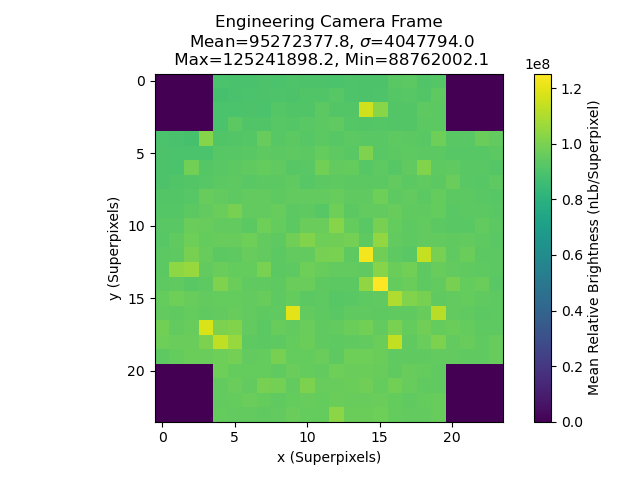 Engineering Camera Frame
Mean=95272377.8, σ=4047794.0
Max=125241898.2, Min=88762002.1
1e8
0
5
10
15
20
y (Superpixels)
0
5
10
15
20
x (Superpixels)
1.2
1.0
0.8
0.6
0.4
0.2
0.0
Mean Relative Brightness (nLb/Superpixel)